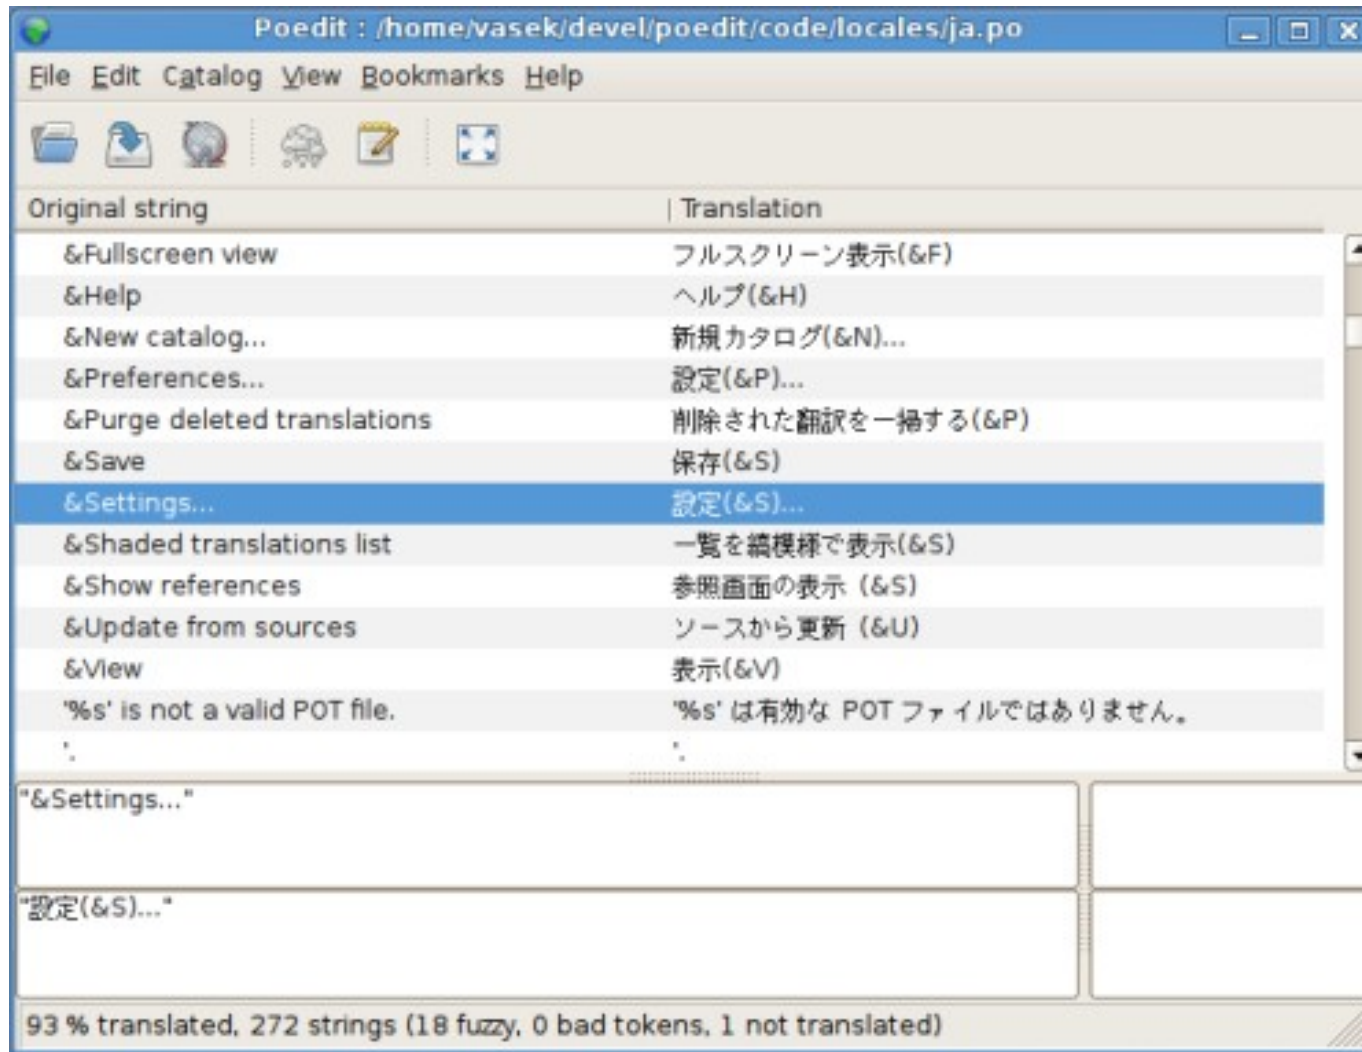 Poedit : /home/vasek/devel/poedit/code/locales/ja.po
File Edit Catalog View Bookmarks Help
Original string Translation
&Fullscreen view フルスクリーン表示(&F)
&Help ヘルプ(&H)
&New catalog... 新規カタログ(&N)...
&Preferences... 設定(&P)...
&Purge deleted translations 削除された翻訳を一掃する(&P)
&Save 保存(&S)
&Settings... 設定(&S)...
&Shaded translations list 一覧を縞模様で表示(&S)
&Show references 参照画面の表示 (&S)
&Update from sources ソースから更新 (&U)
&View 表示(&V)
'%s' is not a valid POT file. '%s' は有効な POT ファイルではありません。
'. '.
"&Settings..."
"設定(&S)..."
93 % translated, 272 strings (18 fuzzy, 0 bad tokens, 1 not translated)